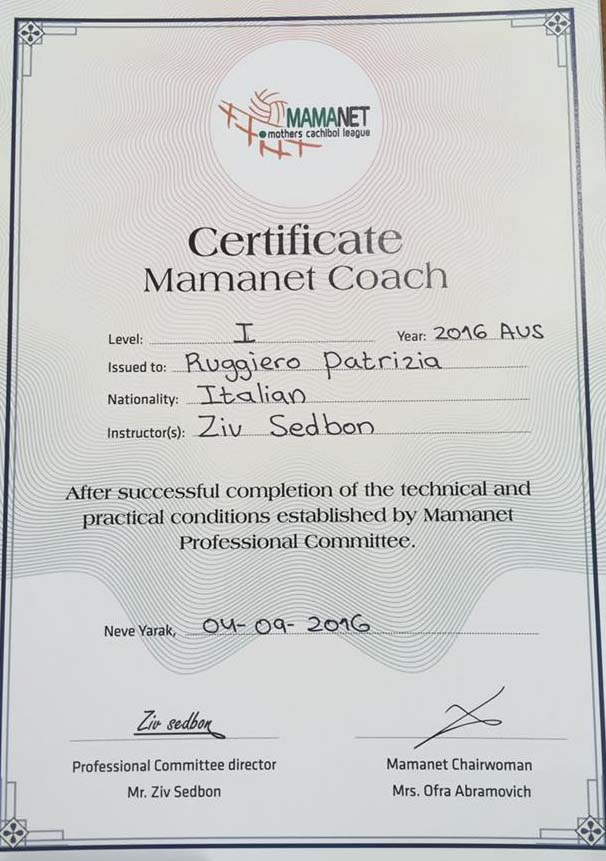 MAMANET
mothers cachibol league
Certificate
Mamanet Coach
Level: I Year: 2016 AUS
Issued to: Ruggiero Patrizia
Nationality: Italian
Instructor(s): Ziv Sedbon
After successful completion of the technical and
practical conditions established by Mamanet
Professional Committee.
Neve Yarak, 04-09-2016
Ziv sedbon
Professional Committee director Mamanet Chairwoman
Mr. Ziv Sedbon Mrs. Ofra Abramovich